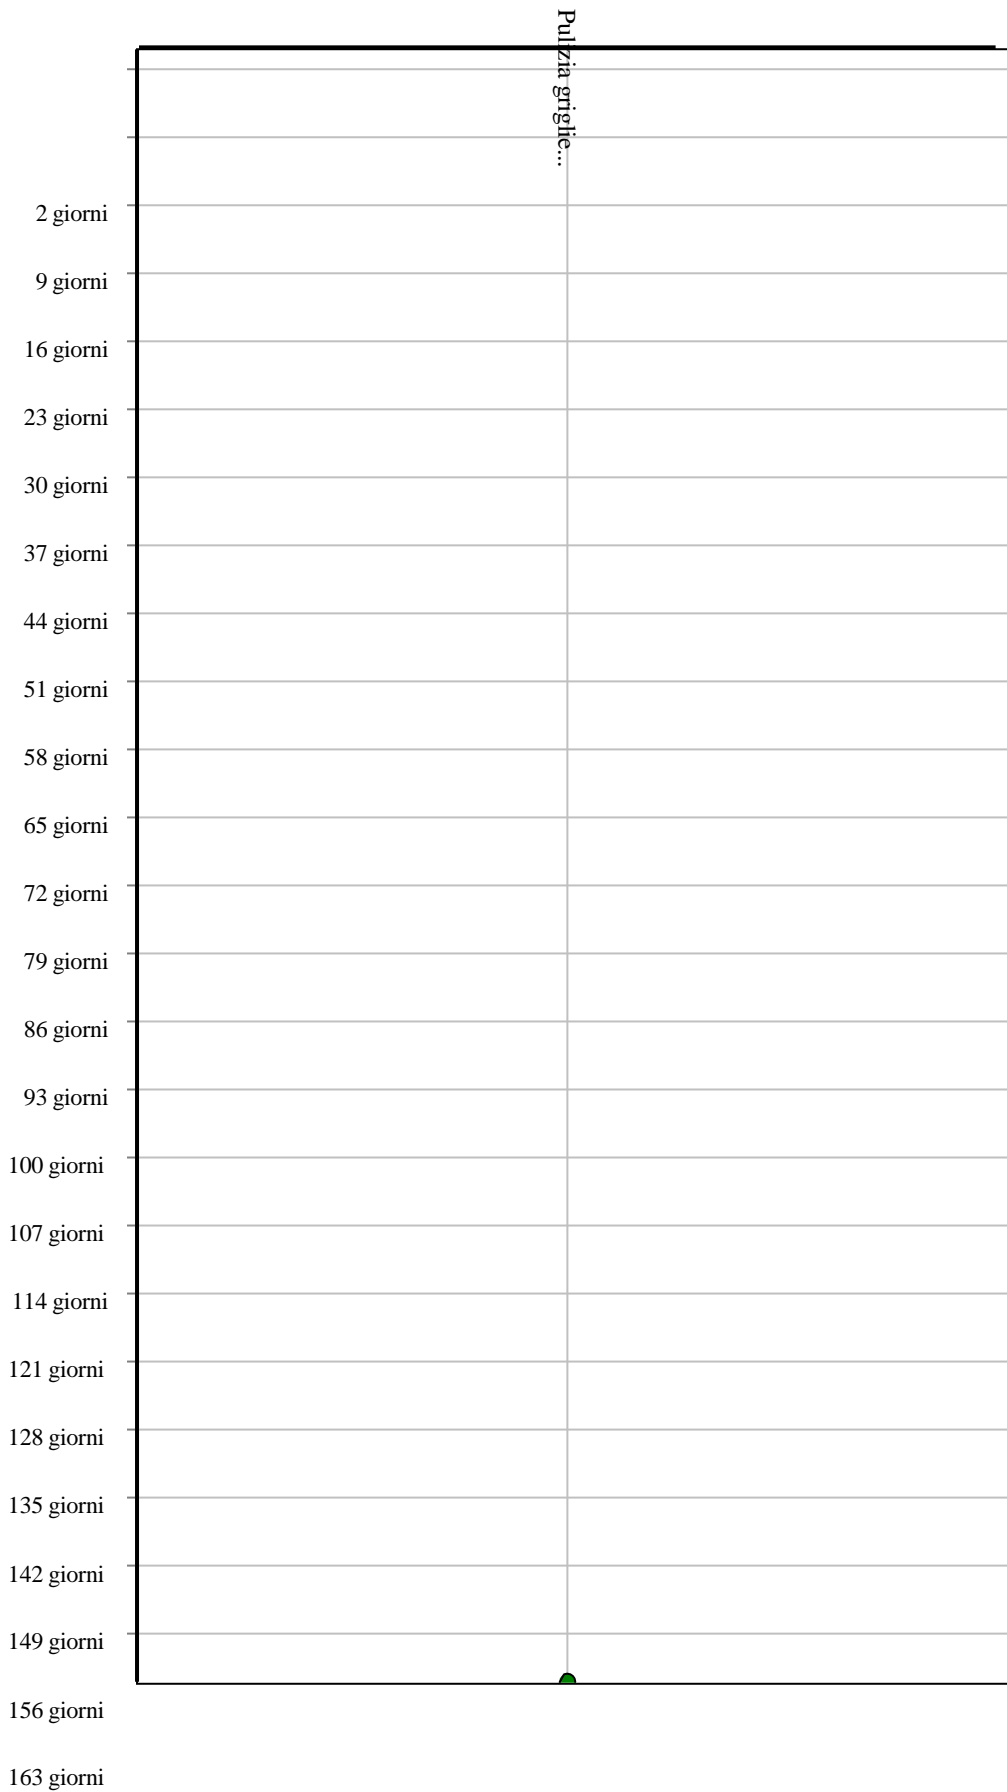 Pulizia griglie...
2 giorni
9 giorni
16 giorni
23 giorni
30 giorni
37 giorni
44 giorni
51 giorni
58 giorni
65 giorni
72 giorni
79 giorni
86 giorni
93 giorni
100 giorni
107 giorni
114 giorni
121 giorni
128 giorni
135 giorni
142 giorni
149 giorni
156 giorni
163 giorni